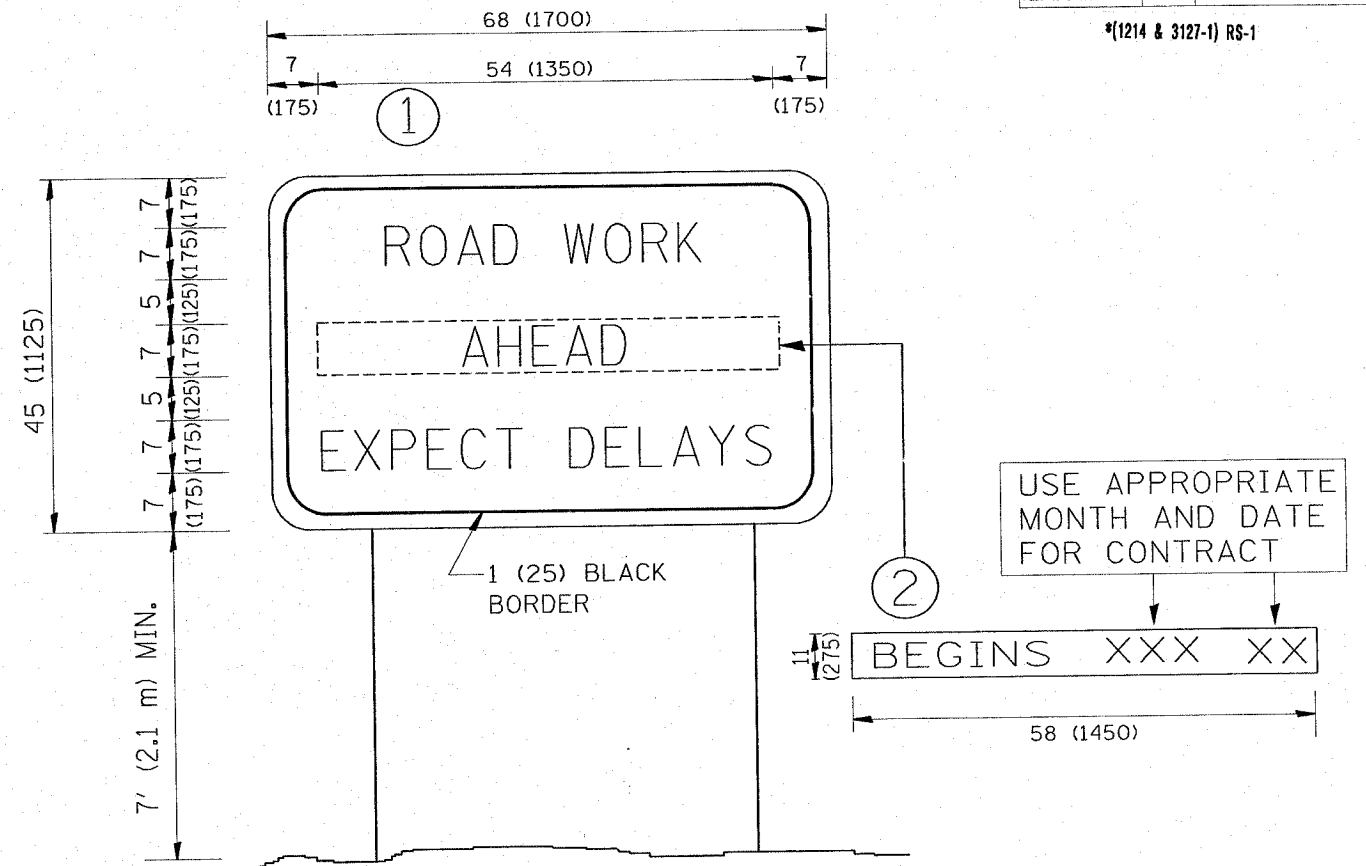 68 (1700)
*(1214 & 3127-1) RS-1
7 54 (1350) 7
(175) (175)
1
45 (1125)
7 (175)
7 (175)
5 (125)
7 (175)
5 (125)
7 (175)
7 (175)
7' (2.1 m) MIN.
ROAD WORK
AHEAD
EXPECT DELAYS
1 (25) BLACK
BORDER
2
USE APPROPRIATE
MONTH AND DATE
FOR CONTRACT
11
(275)
BEGINS XXX XX
58 (1450)